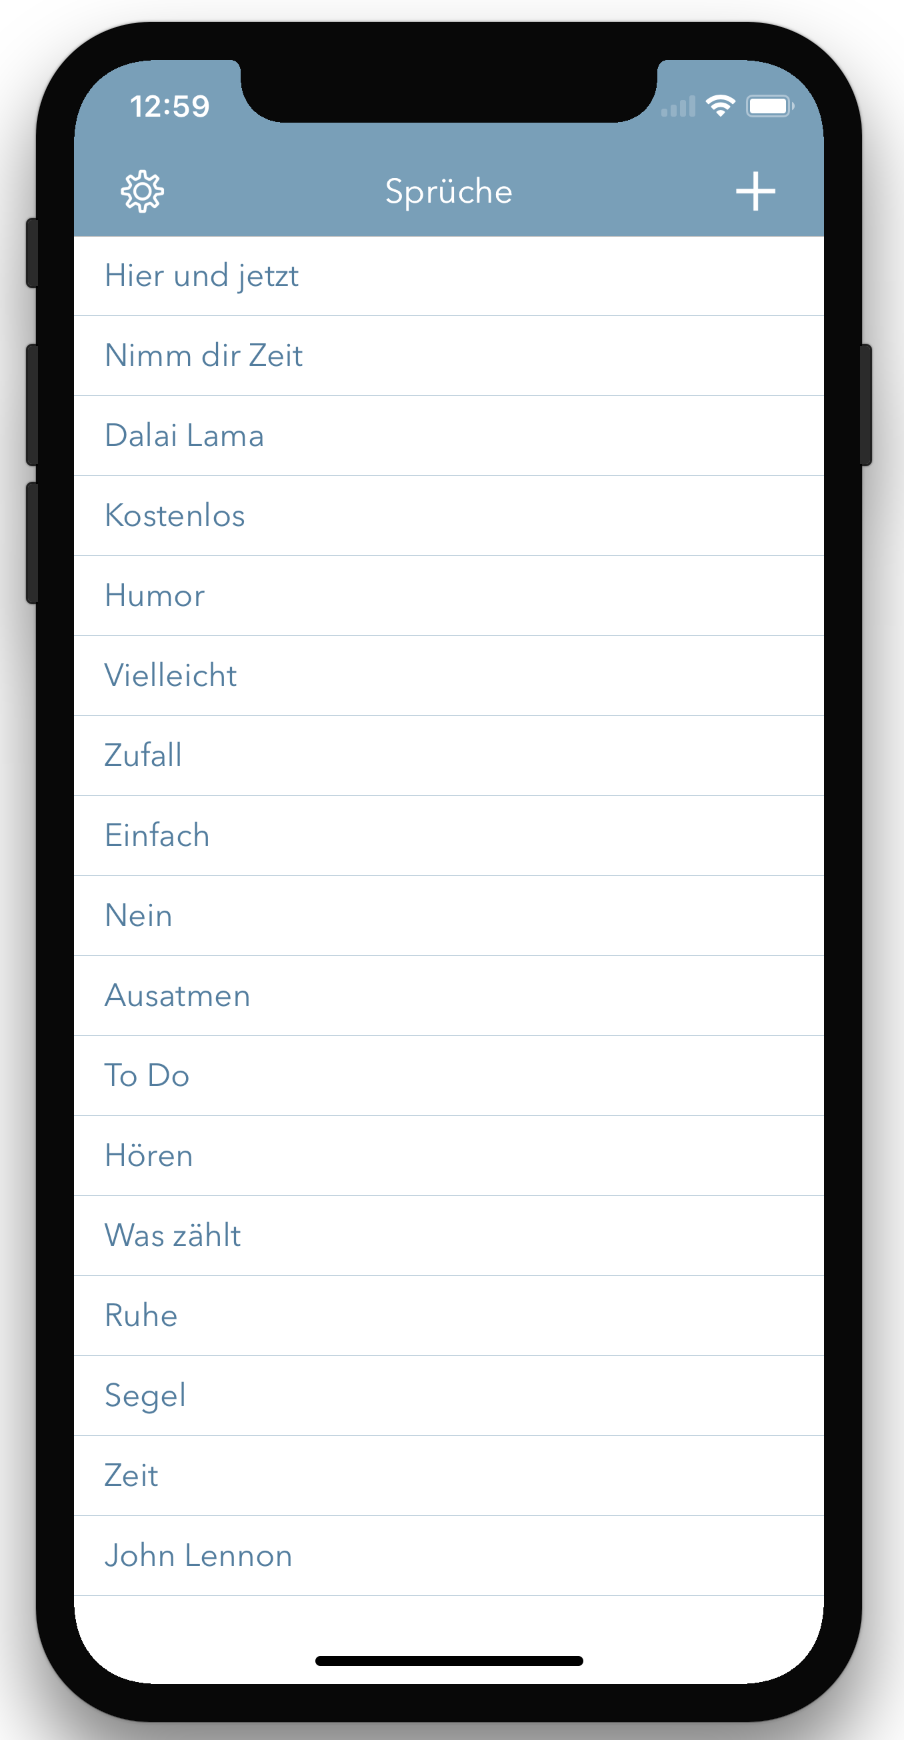 12:59
Sprüche
Hier und jetzt
Nimm dir Zeit
Dalai Lama
Kostenlos
Humor
Vielleicht
Zufall
Einfach
Nein
Ausatmen
To Do
Hören
Was zählt
Ruhe
Segel
Zeit
John Lennon